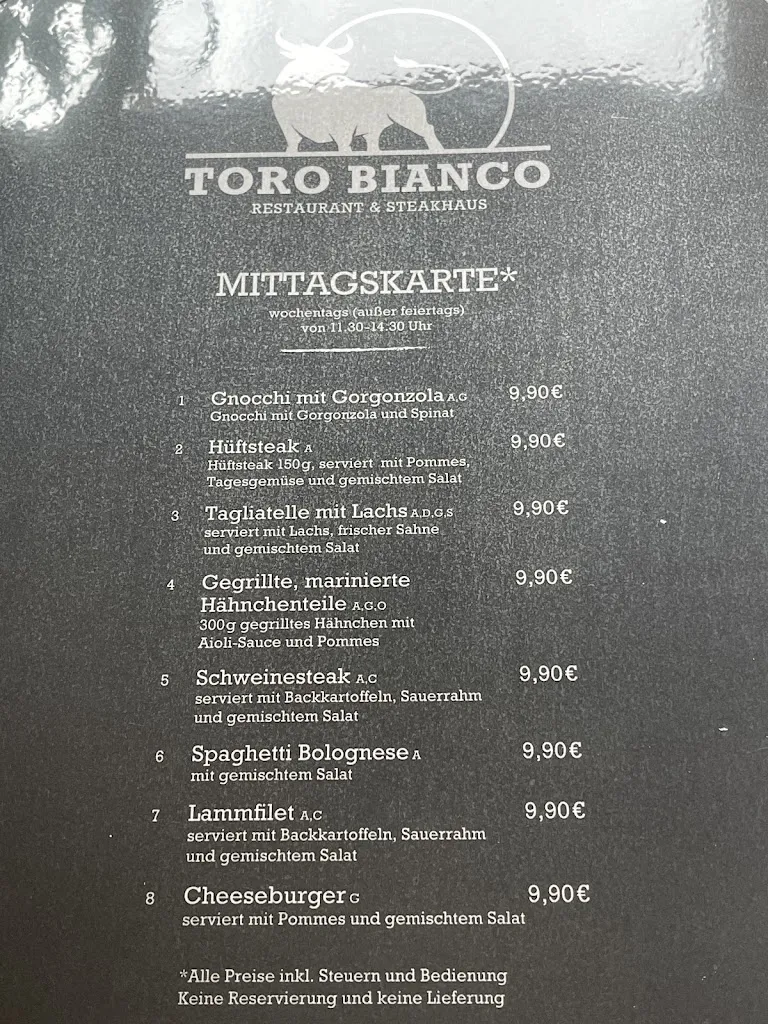 TORO BIANCO
RESTAURANT & STEAKHAUS
MITTAGSKARTE*
wochentags (außer feiertags)
von 11.30-14:30 Uhr
1 Gnocchi mit Gorgonzola A,G 9,90€
Gnocchi mit Gorgonzola und Spinat
2 Hüftsteak A 9,90€
Hüftsteak 150g, serviert mit Pommes,
Tagesgemüse und gemischtem Salat
3 Tagliatelle mit Lachs A,D,G,S 9,90€
serviert mit Lachs, frischer Sahne
und gemischtem Salat
4 Gegrillte, marinierte 9,90€
Hähnchenteile A,G,O
300g gegrilltes Hähnchen mit
Aioli-Sauce und Pommes
5 Schweinesteak A,C 9,90€
serviert mit Backkartoffeln, Sauerrahm
und gemischtem Salat
6 Spaghetti Bolognese A 9,90€
mit gemischtem Salat
7 Lammfilet A,C 9,90€
serviert mit Backkartoffeln, Sauerrahm
und gemischtem Salat
8 Cheeseburger G 9,90€
serviert mit Pommes und gemischtem Salat
*Alle Preise inkl. Steuern und Bedienung
Keine Reservierung und keine Lieferung